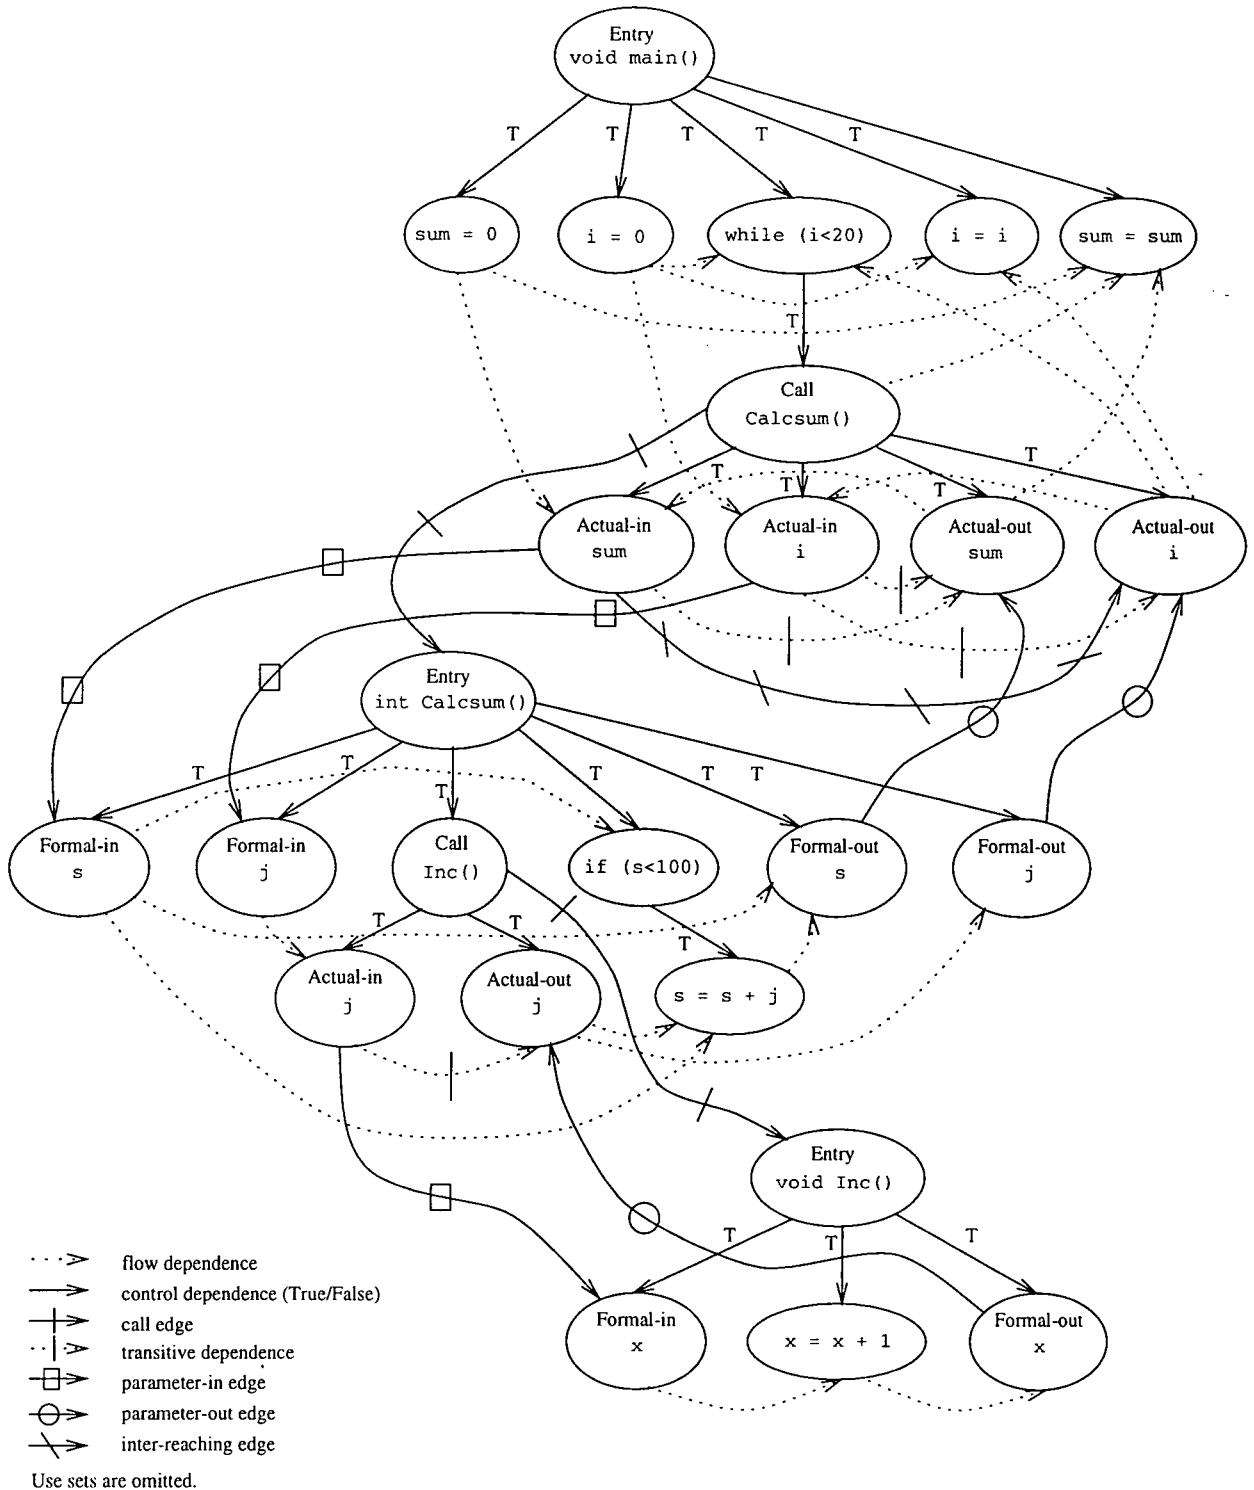 Entry
void main()
T
T
T
T
T
sum = 0
i = 0
while (i<20)
i = i
sum = sum
T
Call
Calcsum()
T
T
T
T
Actual-in
sum
Actual-in
i
Actual-out
sum
Actual-out
i
Entry
int Calcsum()
T
T
T
T
T
T
Formal-in
s
Formal-in
j
Call
Inc()
if (s<100)
Formal-out
s
Formal-out
j
T
T
T
Actual-in
j
Actual-out
j
s = s + j
Entry
void Inc()
T
T
T
Formal-in
x
x = x + 1
Formal-out
x
flow dependence
control dependence (True/False)
call edge
transitive dependence
parameter-in edge
parameter-out edge
inter-reaching edge
Use sets are omitted.